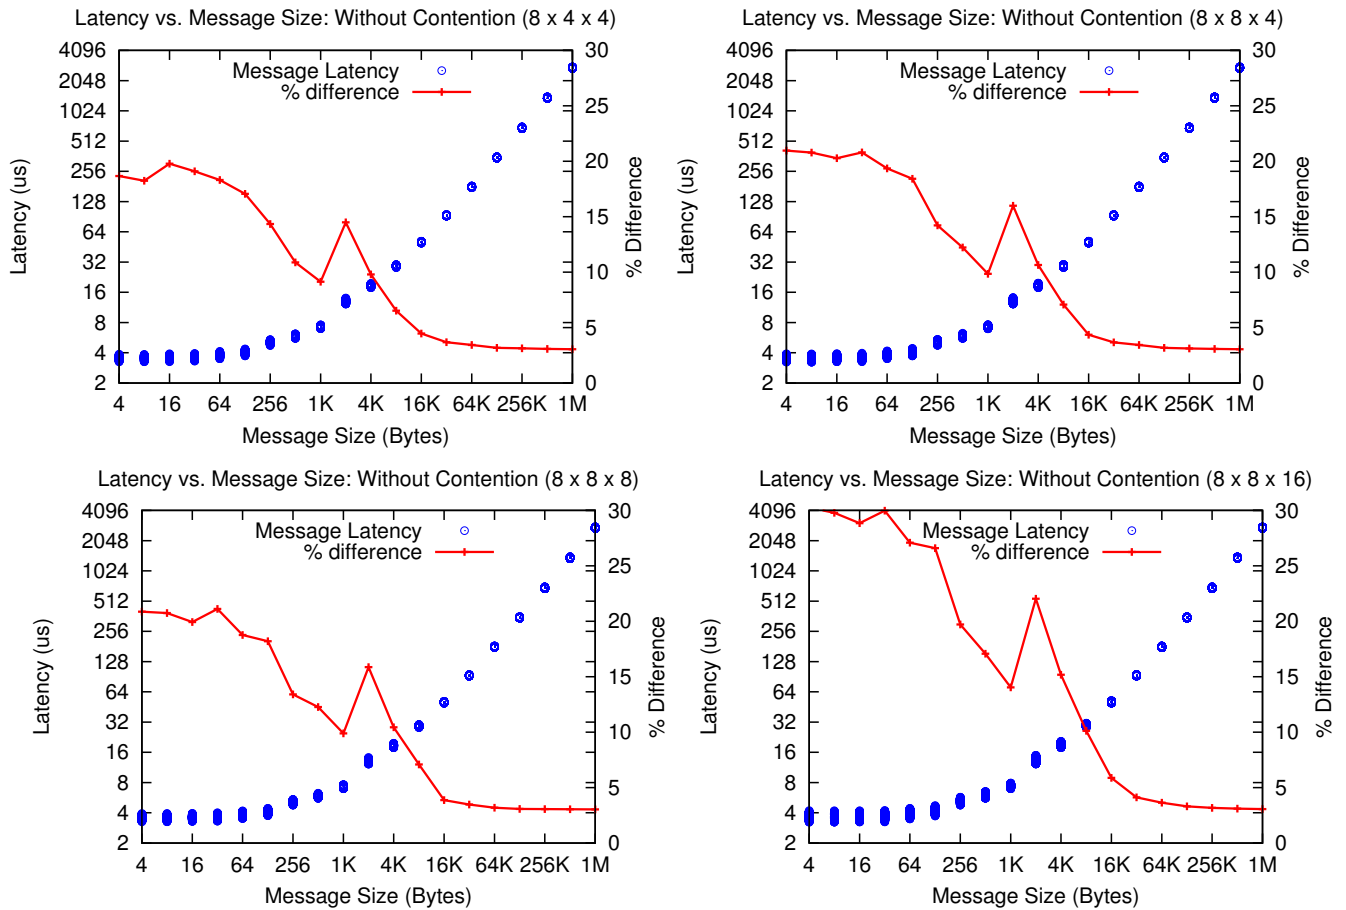 Latency vs. Message Size: Without Contention (8 x 4 x 4)
4096
2048
1024
512
256
128
64
32
16
8
4
2
Latency (us)
Message Latency
% difference
30
25
20
15
10
5
0
% Difference
4 16 64 256 1K 4K 16K 64K 256K 1M
Message Size (Bytes)
Latency vs. Message Size: Without Contention (8 x 8 x 4)
4096
2048
1024
512
256
128
64
32
16
8
4
2
Latency (us)
Message Latency
% difference
30
25
20
15
10
5
0
% Difference
4 16 64 256 1K 4K 16K 64K 256K 1M
Message Size (Bytes)
Latency vs. Message Size: Without Contention (8 x 8 x 8)
4096
2048
1024
512
256
128
64
32
16
8
4
2
Latency (us)
Message Latency
% difference
30
25
20
15
10
5
0
% Difference
4 16 64 256 1K 4K 16K 64K 256K 1M
Message Size (Bytes)
Latency vs. Message Size: Without Contention (8 x 8 x 16)
4096
2048
1024
512
256
128
64
32
16
8
4
2
Latency (us)
Message Latency
% difference
30
25
20
15
10
5
0
% Difference
4 16 64 256 1K 4K 16K 64K 256K 1M
Message Size (Bytes)